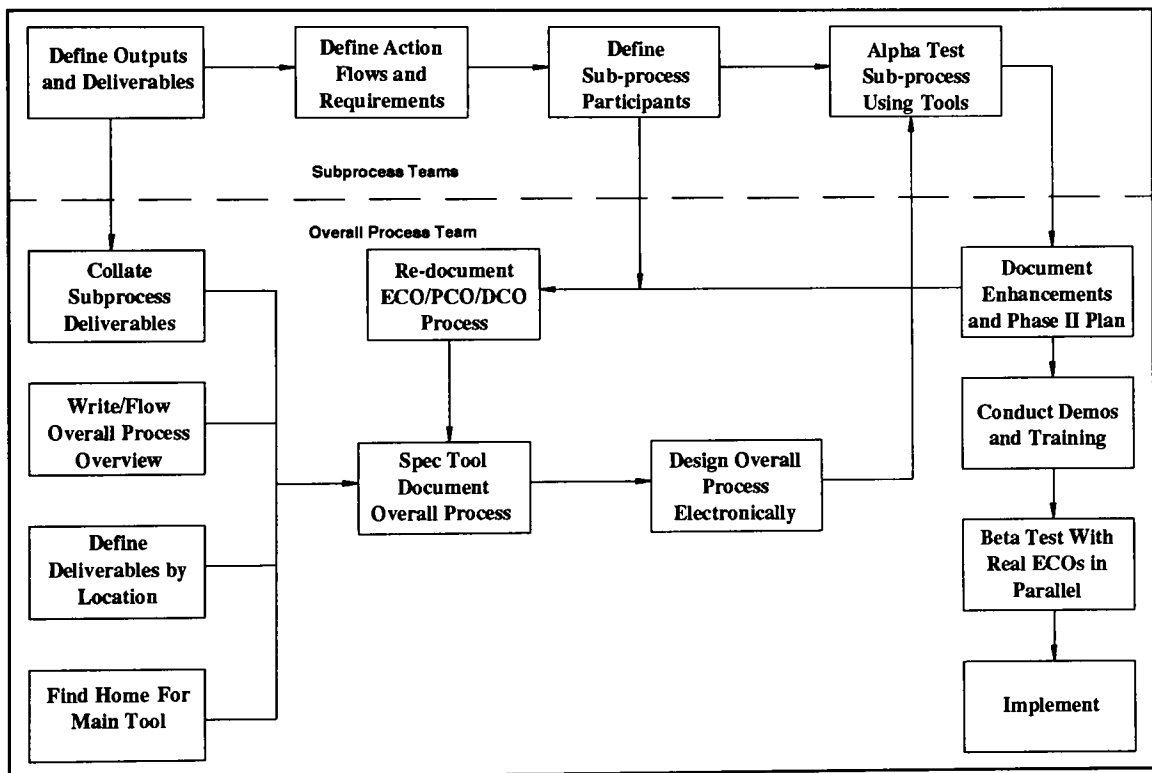 Define Outputs
and Deliverables
Define Action
Flows and
Requirements
Define
Sub-process
Participants
Alpha Test
Sub-process
Using Tools
Subprocess Teams
Overall Process Team
Collate
Subprocess
Deliverables
Re-document
ECO/PCO/DCO
Process
Document
Enhancements
and Phase II Plan
Write/Flow
Overall Process
Overview
Conduct Demos
and Training
Spec Tool
Document
Overall Process
Design Overall
Process
Electronically
Define
Deliverables by
Location
Beta Test With
Real ECOs in
Parallel
Find Home For
Main Tool
Implement